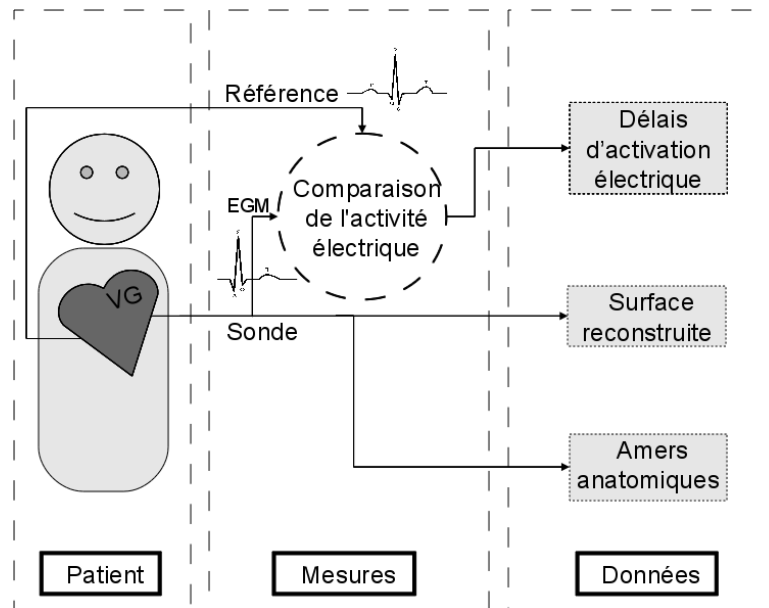 Référence
EGM
Comparaison
de l'activité
électrique
Sonde
VG
Délais
d'activation
électrique
Surface
reconstruite
Amers
anatomiques
Patient
Mesures
Données